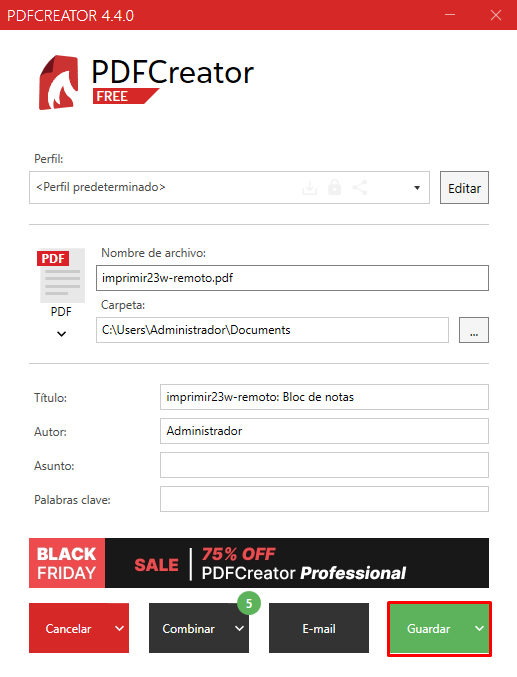 PDFCREATOR 4.4.0
PDFCreator
FREE
Perfil:
<Perfil predeterminado>
Editar
PDF
Nombre de archivo:
imprimir23w-remoto.pdf
PDF
Carpeta:
C:\Users\Administrador\Documents
...
Título:
imprimir23w-remoto: Bloc de notas
Autor:
Administrador
Asunto:
Palabras clave:
BLACK
FRIDAY
SALE
75% OFF
PDFCreator Professional
5
Cancelar
Combinar
E-mail
Guardar